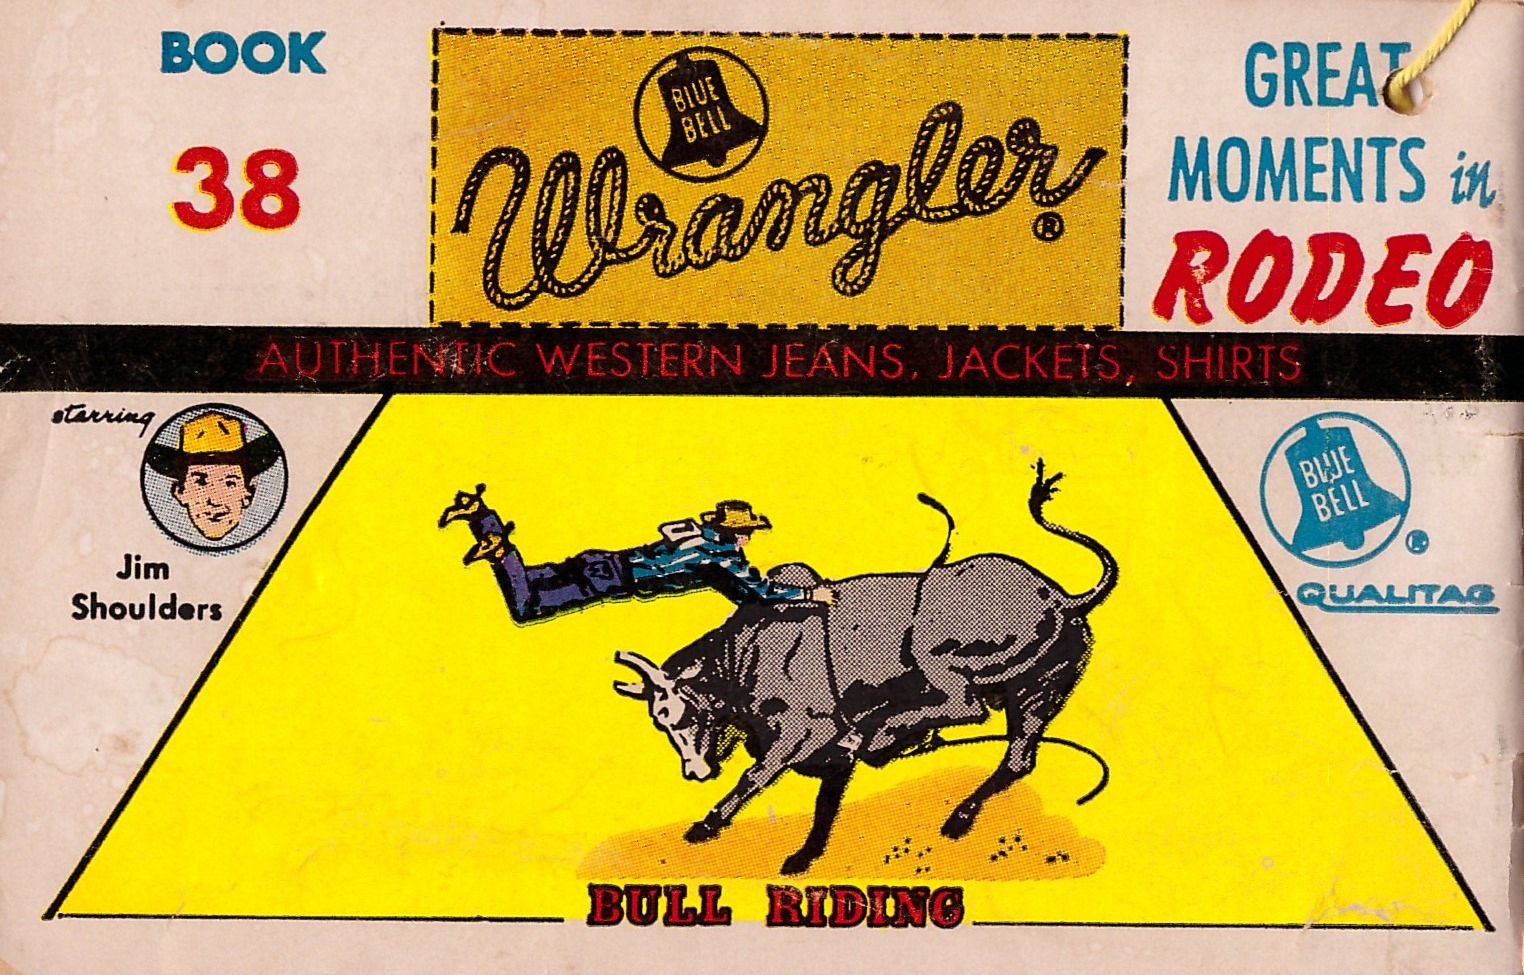 BOOK
38
BLUE
BELL
Wrangler®
GREAT
MOMENTS in
RODEO
AUTHENTIC WESTERN JEANS, JACKETS, SHIRTS
starring
Jim
Shoulders
BLUE
BELL
®
QUALITAG
BULL RIDING